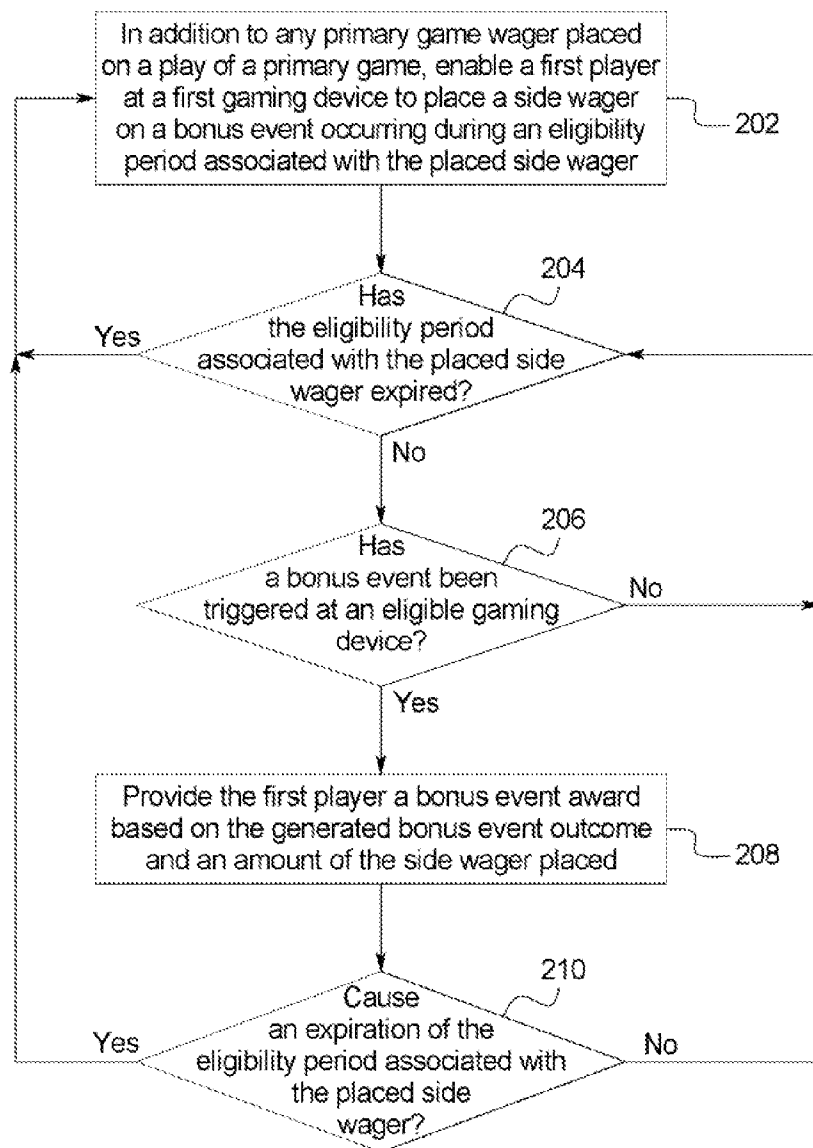 In addition to any primary game wager placed
on a play of a primary game, enable a first player
at a first gaming device to place a side wager
on a bonus event occurring during an eligibility
period associated with the placed side wager
202
204
Has
the eligibility period
associated with the placed side
wager expired?
Yes
No
206
Has
a bonus event been
triggered at an eligible gaming
device?
No
Yes
Provide the first player a bonus event award
based on the generated bonus event outcome
and an amount of the side wager placed
208
210
Cause
an expiration of the
eligibility period associated with
the placed side
wager?
Yes
No